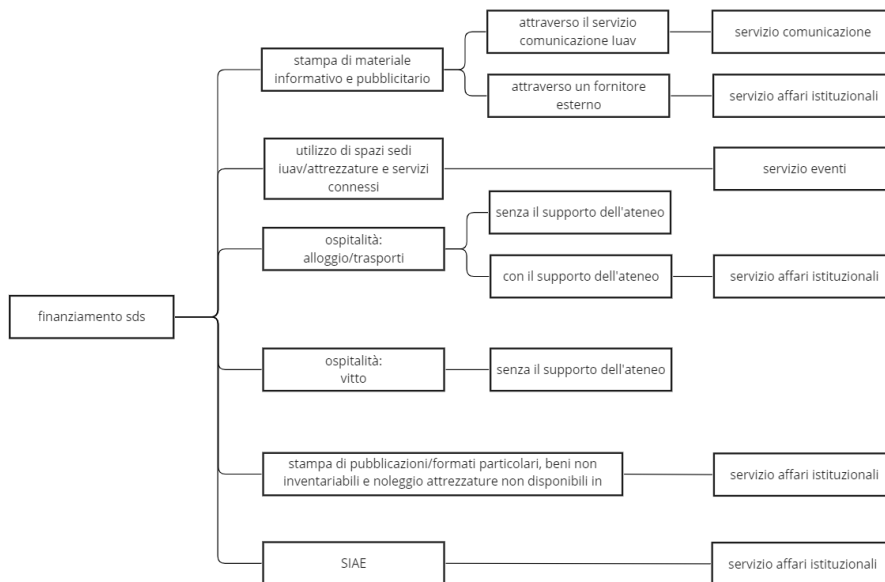 attraverso il servizio
comunicazione Iuav
servizio comunicazione
stampa di materiale
informativo e pubblicitario
attraverso un fornitore
esterno
servizio affari istituzionali
utilizzo di spazi sedi
iuav/attrezzature e servizi
connessi
servizio eventi
senza il supporto dell'ateneo
ospitalità:
alloggio/trasporti
con il supporto dell'ateneo
servizio affari istituzionali
finanziamento sds
ospitalità:
vitto
senza il supporto dell'ateneo
stampa di pubblicazioni/formati particolari, beni non
inventariabili e noleggio attrezzature non disponibili in
servizio affari istituzionali
SIAE
servizio affari istituzionali